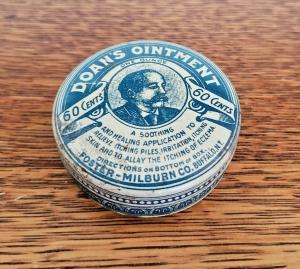 DOAN'S OINTMENT
ONE OUNCE
60 CENTS
60 CENTS
A SOOTHING
AND HEALING APPLICATION TO
RELIEVE ITCHING PILES, IRRITATING, ITCHING
SKIN AND TO ALLAY THE ITCHING OF ECZEMA
DIRECTIONS ON BOTTOM OF BOX.
FOSTER-MILBURN CO. BUFFALO, N.Y.